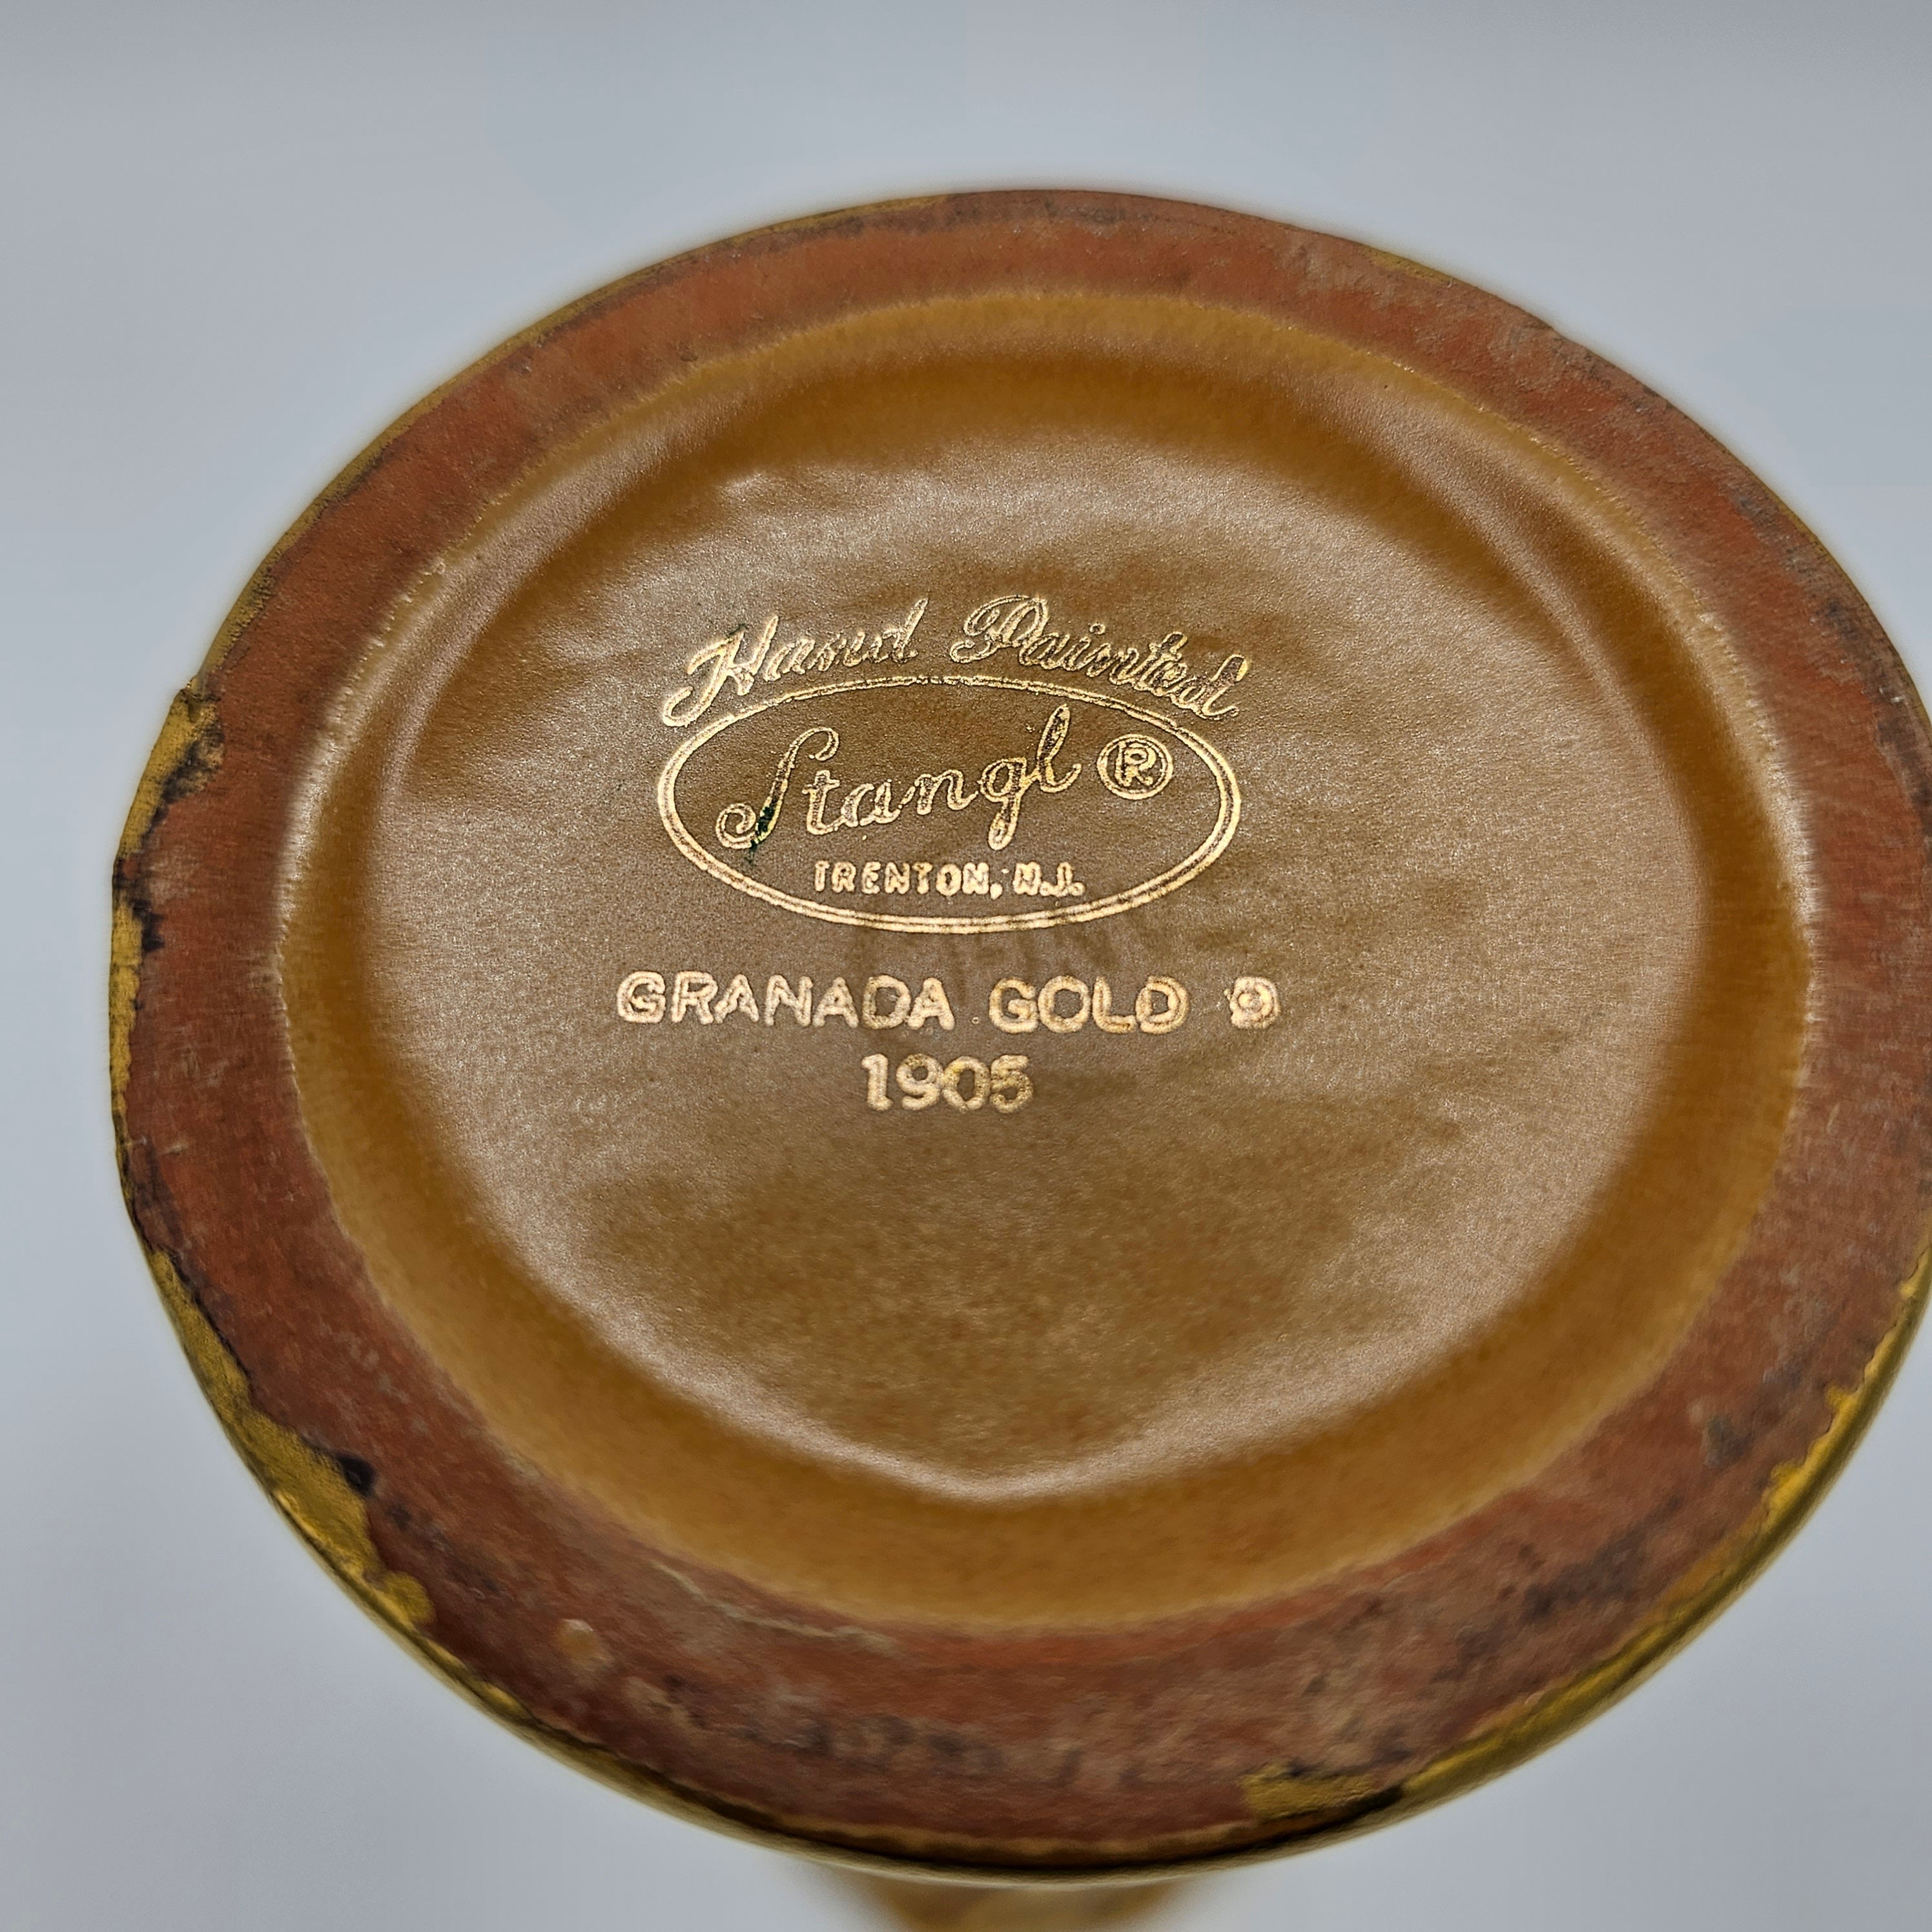 Hand Painted
Stangl ®
TRENTON, N.J.
GRANADA GOLD
1905